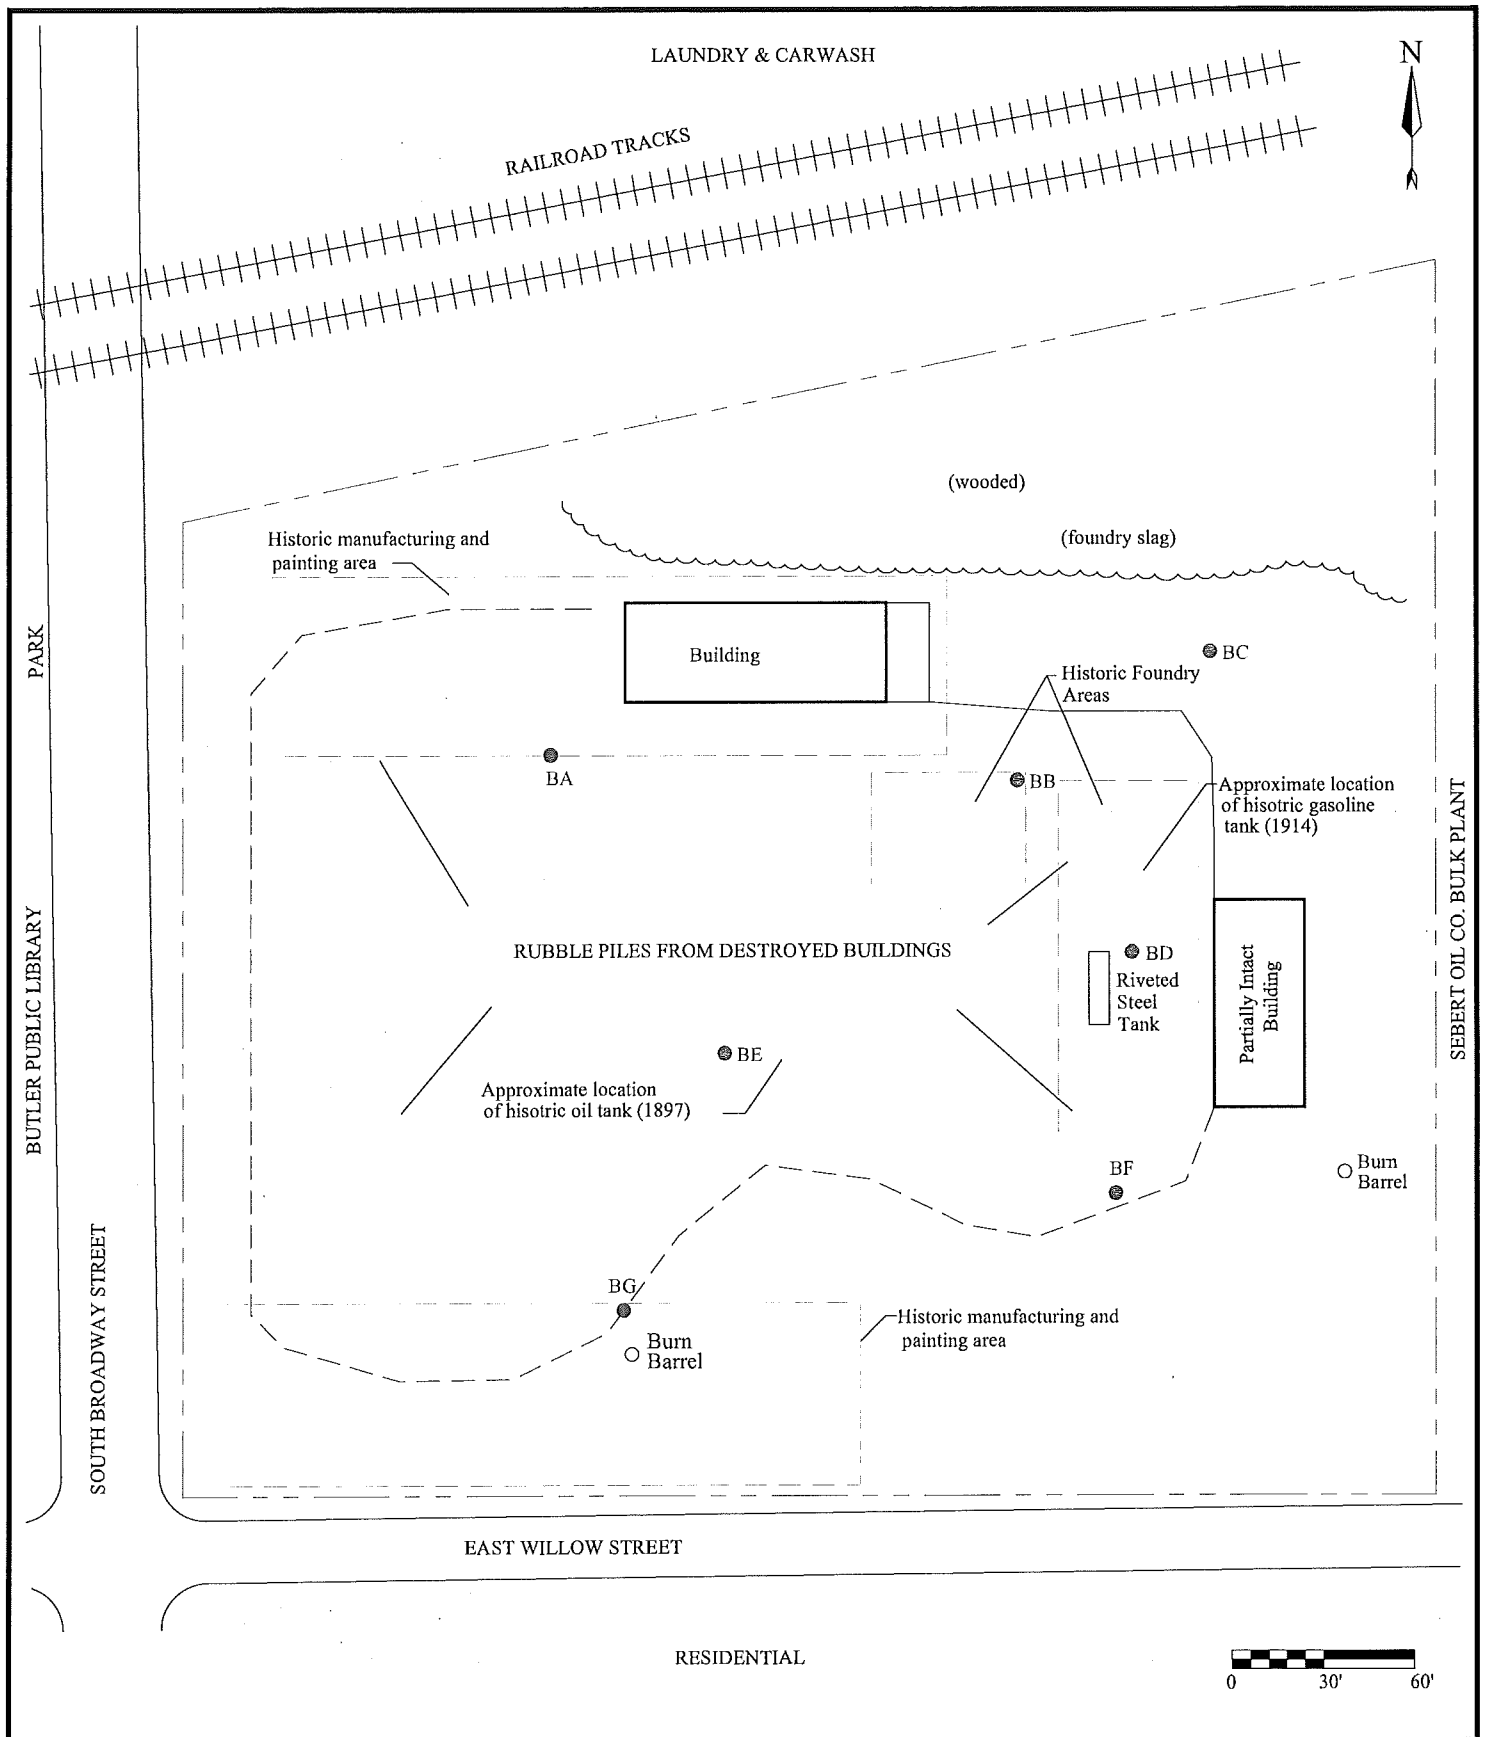 LAUNDRY & CARWASH
N
RAILROAD TRACKS
(wooded)
(foundry slag)
Historic manufacturing and
painting area
PARK
Building
BC
Historic Foundry
Areas
BA
BB
Approximate location
of hisotric gasoline
tank (1914)
BUTLER PUBLIC LIBRARY
SEBERT OIL CO. BULK PLANT
RUBBLE PILES FROM DESTROYED BUILDINGS
BD
Riveted
Steel
Tank
Partially Intact
Building
BE
Approximate location
of hisotric oil tank (1897)
BF
Burn
Barrel
SOUTH BROADWAY STREET
BG
Burn
Barrel
Historic manufacturing and
painting area
EAST WILLOW STREET
RESIDENTIAL
0 30' 60'